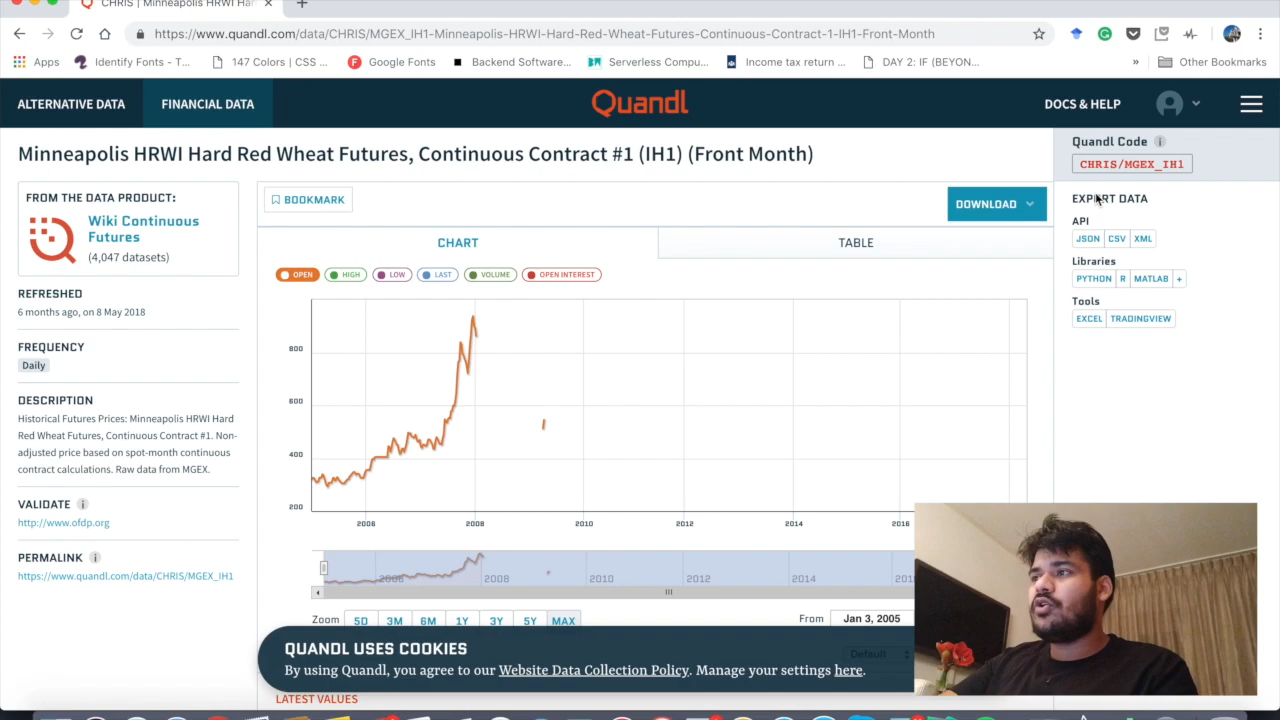 CHRIS | Minneapolis HRWI Har
https://www.quandl.com/data/CHRIS/MGEX_IH1-Minneapolis-HRWI-Hard-Red-Wheat-Futures-Continuous-Contract-1-IH1-Front-Month
Apps Identify Fonts - T... 147 Colors | CSS ... Google Fonts Backend Software... Serverless Compu... Income tax return ... DAY 2: IF (BEYON... » Other Bookmarks
ALTERNATIVE DATA FINANCIAL DATA Quandl DOCS & HELP
Minneapolis HRWI Hard Red Wheat Futures, Continuous Contract #1 (IH1) (Front Month)
FROM THE DATA PRODUCT:
Wiki Continuous
Futures
(4,047 datasets)
REFRESHED
6 months ago, on 8 May 2018
FREQUENCY
Daily
DESCRIPTION
Historical Futures Prices: Minneapolis HRWI Hard
Red Wheat Futures, Continuous Contract #1. Non-
adjusted price based on spot-month continuous
contract calculations. Raw data from MGEX.
VALIDATE i
http://www.ofdp.org
PERMALINK i
https://www.quandl.com/data/CHRIS/MGEX_IH1
BOOKMARK
DOWNLOAD
CHART TABLE
OPEN HIGH LOW LAST VOLUME OPEN INTEREST
800
600
400
200
2006 2008 2010 2012 2014 2016
2006 2008 2010 2012 2014
Zoom 5D 3M 6M 1Y 3Y 5Y MAX From Jan 3, 2005
Default
QUANDL USES COOKIES
By using Quandl, you agree to our Website Data Collection Policy. Manage your settings here.
LATEST VALUES
Quandl Code i
CHRIS/MGEX_IH1
EXPORT DATA
API
JSON CSV XML
Libraries
PYTHON R MATLAB +
Tools
EXCEL TRADINGVIEW